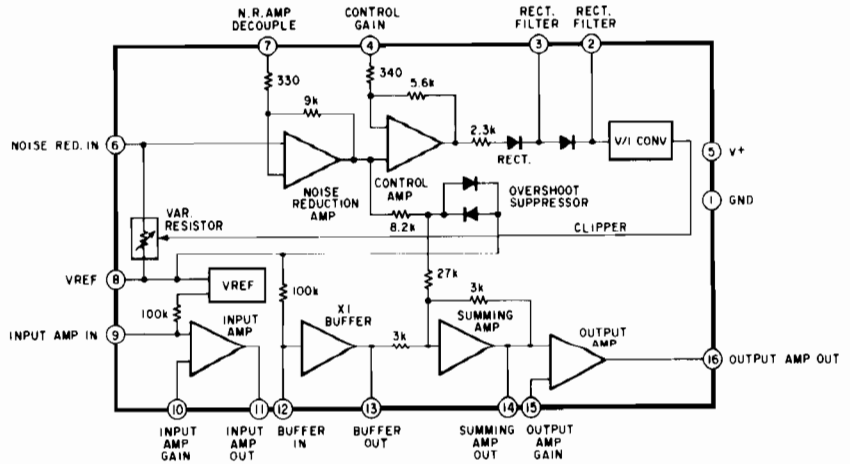 N.R. AMP
DECOUPLE
CONTROL
GAIN
RECT.
FILTER
RECT.
FILTER
7
4
3
2
330
340
5.6k
9k
2.3k
NOISE RED. IN
6
V/I CONV
5
V+
RECT.
NOISE
REDUCTION
AMP
CONTROL
AMP
OVERSHOOT
SUPPRESSOR
1
GND
VAR.
RESISTOR
8.2k
CLIPPER
VREF
8
VREF
100k
27k
100k
INPUT
AMP
X1
BUFFER
3k
SUMMING
AMP
INPUT AMP IN
9
3k
OUTPUT
AMP
16
OUTPUT AMP OUT
10
11
12
13
14
15
INPUT
AMP
GAIN
INPUT
AMP
OUT
BUFFER
IN
BUFFER
OUT
SUMMING
AMP
OUT
OUTPUT
AMP
GAIN